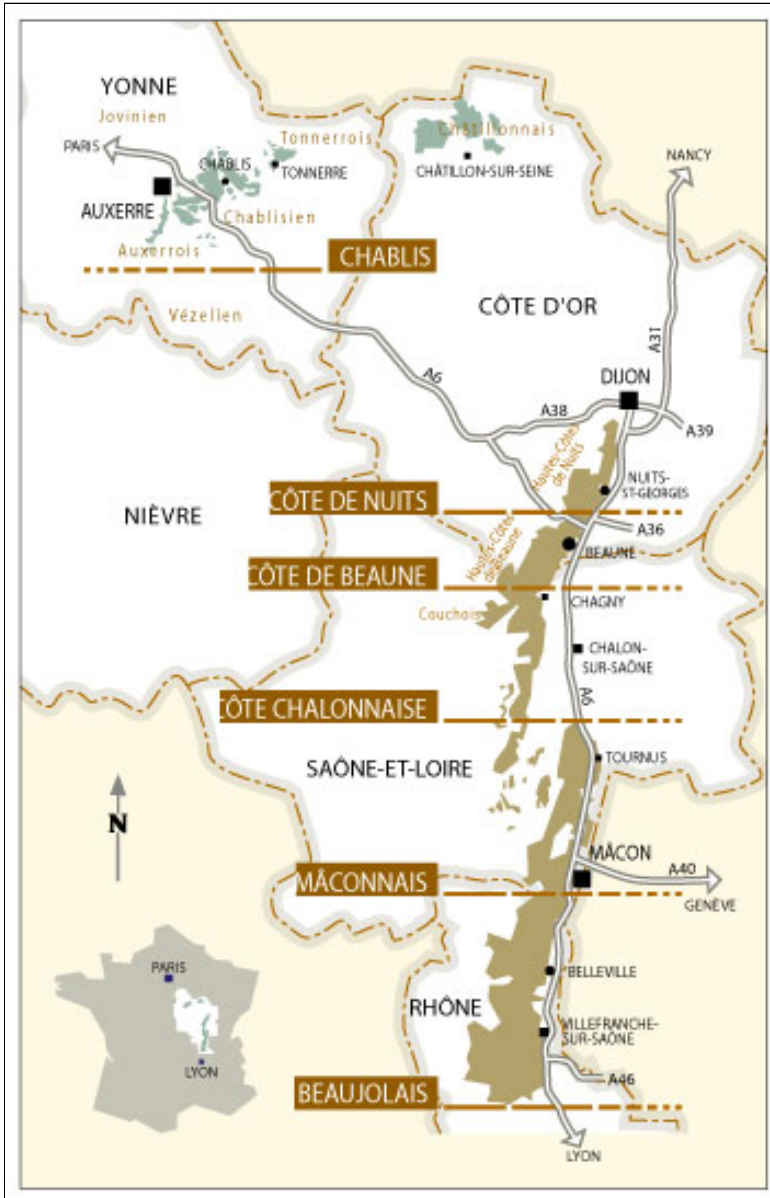 YONNE
Jovinien
PARIS
Tonnerrois
CHABLIS
TONNERRE
AUXERRE
Chablisien
Auxerrois
CHABLIS
Vézelien
Châtillonnais
CHÂTILLON-SUR-SEINE
NANCY
CÔTE D'OR
A31
A6
DIJON
A38
A39
Hautes-Côtes
de Nuits
NUITS-
ST-GEORGES
CÔTE DE NUITS
NIÈVRE
A36
Hautes-Côtes
de Beaune
BEAUNE
CÔTE DE BEAUNE
CHAGNY
Couchois
CHALON-
SUR-SAÔNE
A6
CÔTE CHALONNAISE
SAÔNE-ET-LOIRE
TOURNUS
N
MÂCON
A40
MÂCONNAIS
GENÈVE
PARIS
LYON
BELLEVILLE
RHÔNE
VILLEFRANCHE-
SUR-SAÔNE
A46
BEAUJOLAIS
LYON